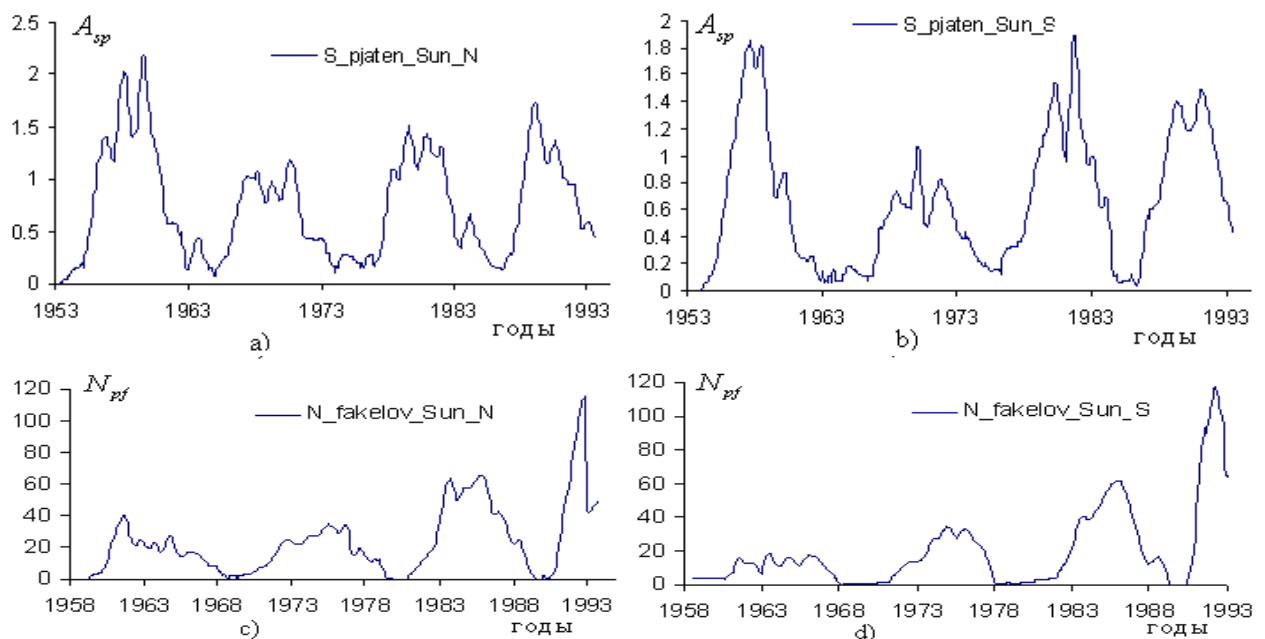 A_sp
S_pjaten_Sun_N
2.5
2
1.5
1
0.5
0
1953 1963 1973 1983 1993
годы
a)
A_sp
S_pjaten_Sun_S
2
1.8
1.6
1.4
1.2
1
0.8
0.6
0.4
0.2
0
1953 1963 1973 1983 1993
годы
b)
N_pf
N_fakelov_Sun_N
120
100
80
60
40
20
0
1958 1963 1968 1973 1978 1983 1988 1993
годы
c)
N_pf
N_fakelov_Sun_S
120
100
80
60
40
20
0
1958 1963 1968 1973 1978 1983 1988 1993
годы
d)